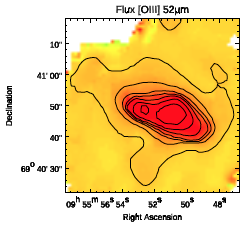 Flux [OIII] 52μm
10'
41° 00"
50"
40"
69° 40' 30"
09ʰ 55ᵐ 56ˢ 54ˢ 52ˢ 50ˢ 48ˢ
Declination
Right Ascension